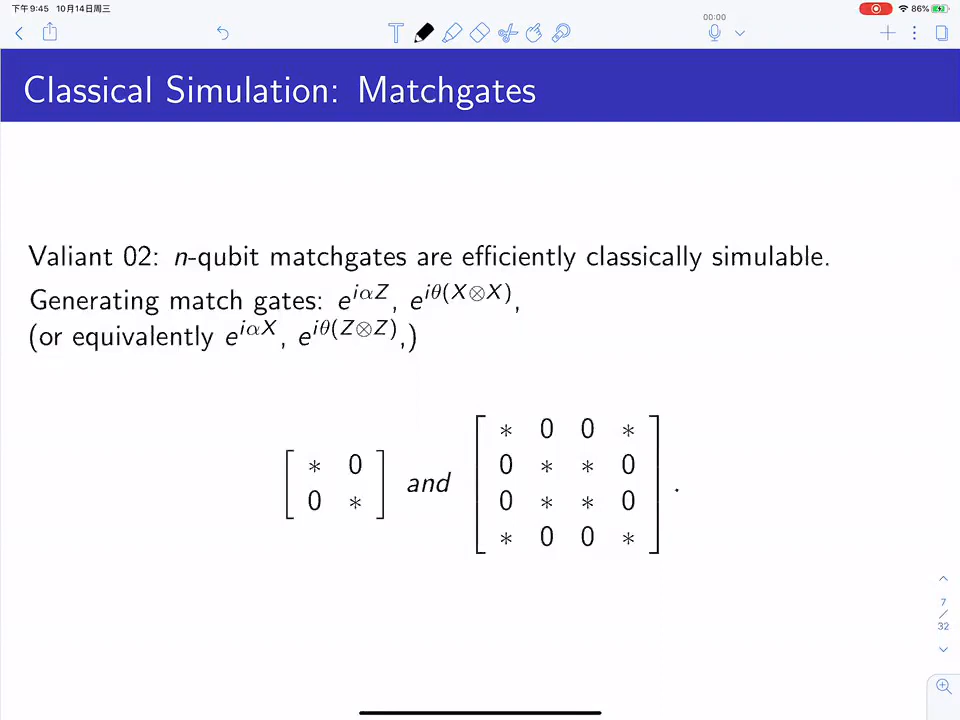 下午9:45 10月14日周三
86%
00:00
T
Classical Simulation: Matchgates
Valiant 02: n-qubit matchgates are efficiently classically simulable.
Generating match gates: e^{iαZ}, e^{iθ(X⊗X)},
(or equivalently e^{iαX}, e^{iθ(Z⊗Z)},)
[ * 0 ; 0 * ] and [ * 0 0 * ; 0 * * 0 ; 0 * * 0 ; * 0 0 * ].
7
/
32